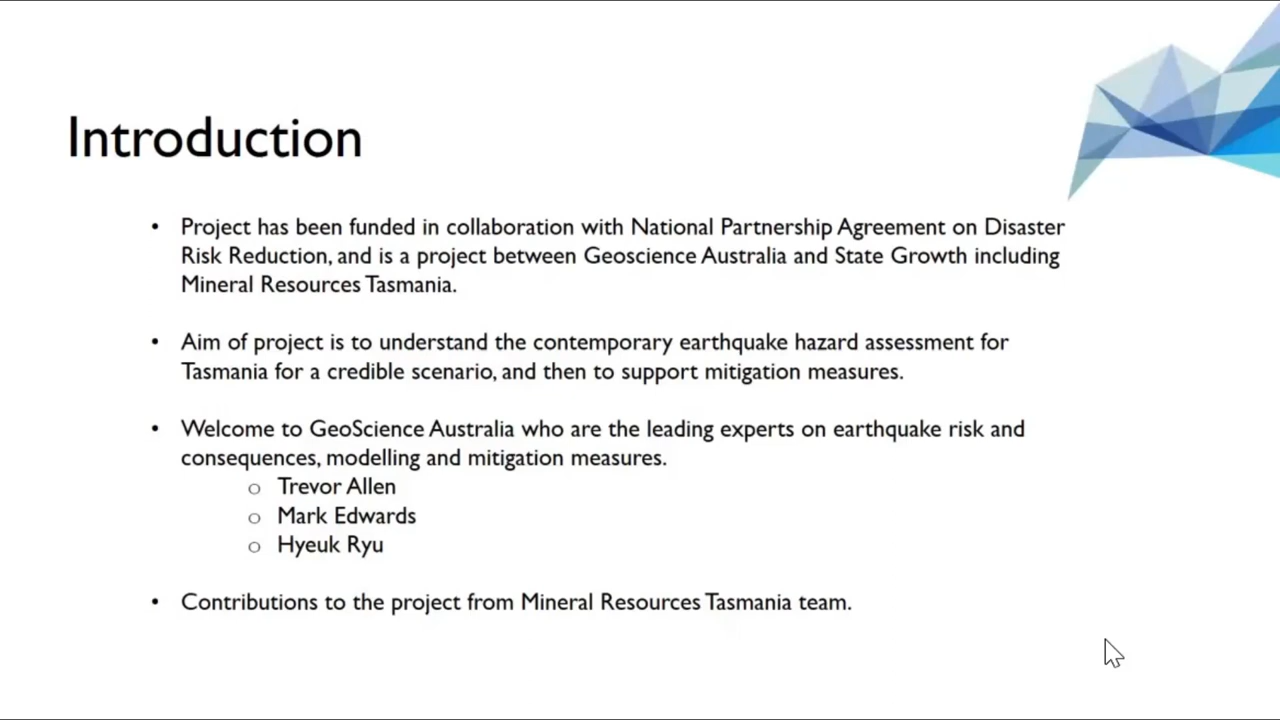 Introduction
• Project has been funded in collaboration with National Partnership Agreement on Disaster
Risk Reduction, and is a project between Geoscience Australia and State Growth including
Mineral Resources Tasmania.
• Aim of project is to understand the contemporary earthquake hazard assessment for
Tasmania for a credible scenario, and then to support mitigation measures.
• Welcome to GeoScience Australia who are the leading experts on earthquake risk and
consequences, modelling and mitigation measures.
o Trevor Allen
o Mark Edwards
o Hyeuk Ryu
• Contributions to the project from Mineral Resources Tasmania team.